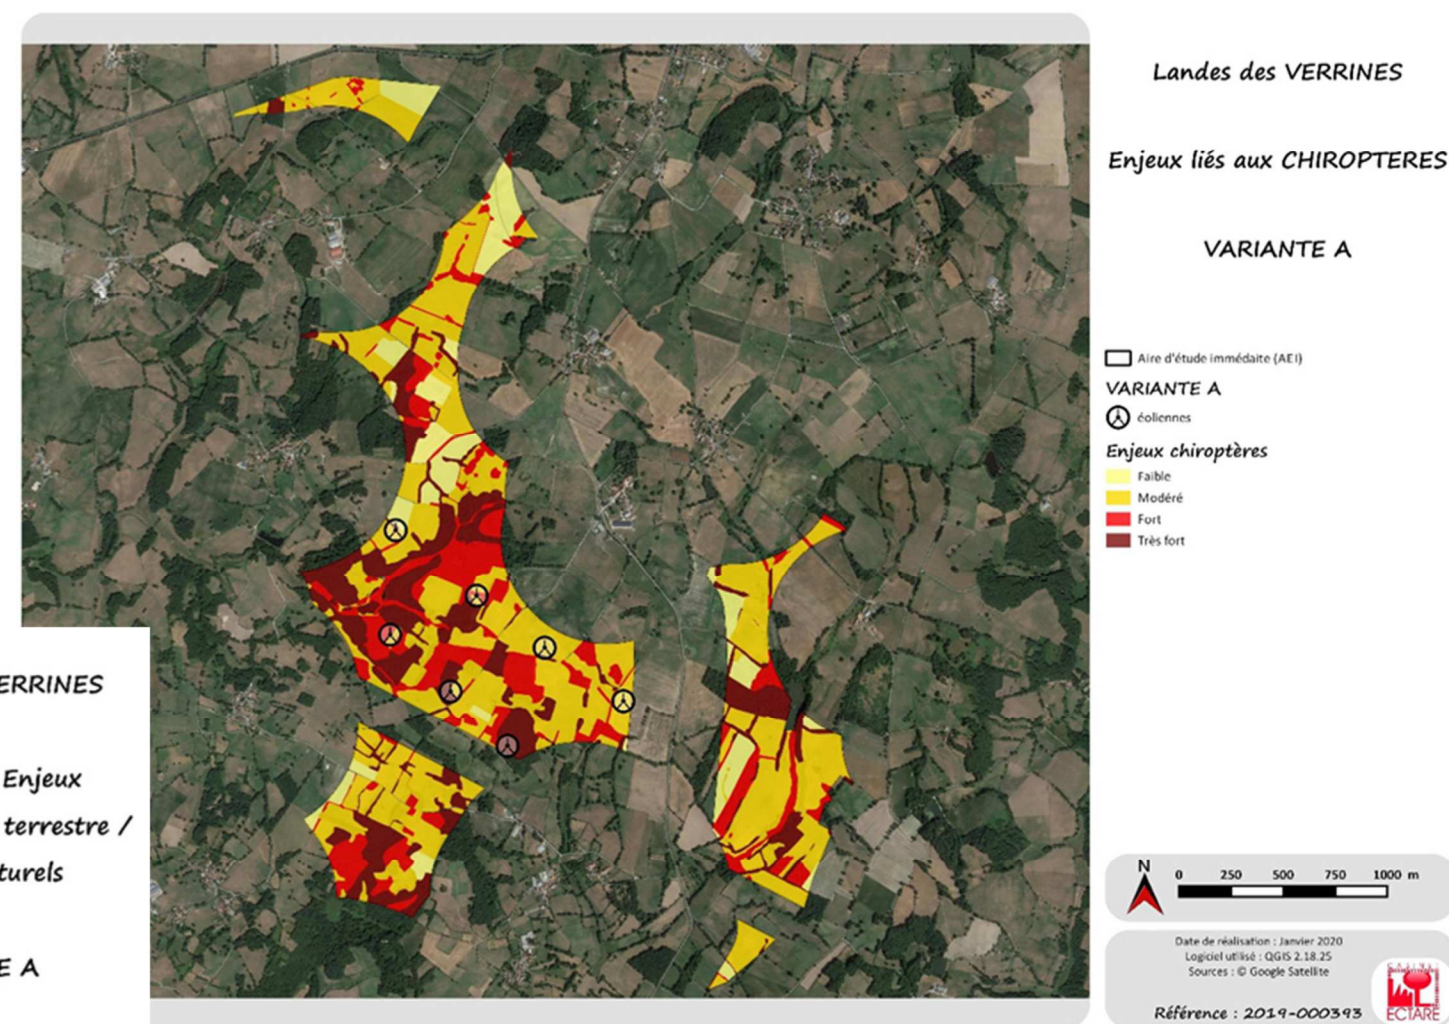 Landes des VERRINES
Enjeux liés aux CHIROPTERES
VARIANTE A
Aire d'étude immédaite (AEI)
VARIANTE A
éoliennes
Enjeux chiroptères
Faible
Modéré
Fort
Très fort
ERRINES
Enjeux
terrestre /
turels
E A
N
0 250 500 750 1000 m
Date de réalisation : Janvier 2020
Logiciel utilisé : QGIS 2.18.25
Sources : © Google Satellite
Référence : 2019-000393
ECTARE